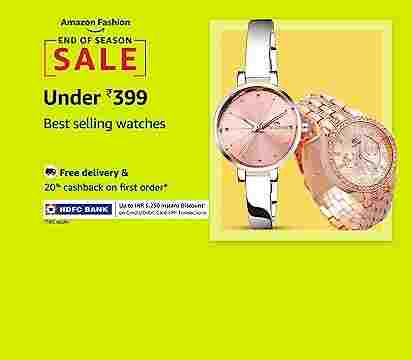 Amazon Fashion
END OF SEASON
SALE
Under ₹399
Best selling watches
Free delivery &
20% cashback on first order*
HDFC BANK
Up to INR 1,250 Instant Discount*
on Credit/Debit Card EMI Transactions